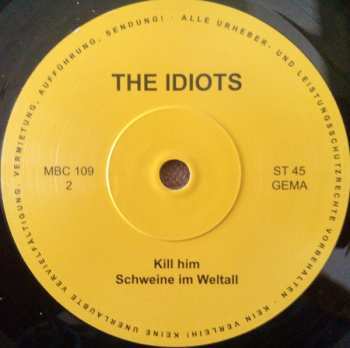 THE IDIOTS
MBC 109
2
ST 45
GEMA
Kill him
Schweine im Weltall
ALLE URHEBER- UND LEISTUNGSSCHUTZRECHTE VORBEHALTEN · KEIN VERLEIH! KEINE UNERLAUBTE VERVIELFÄLTIGUNG, VERMIETUNG, AUFFÜHRUNG, SENDUNG! ·